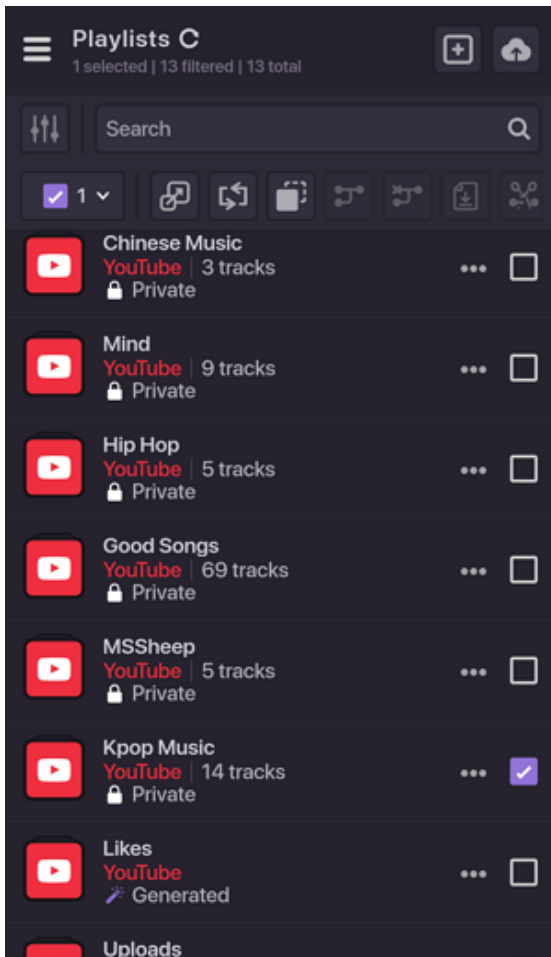 Playlists
1 selected | 13 filtered | 13 total
Search
1
Chinese Music
YouTube | 3 tracks
Private
Mind
YouTube | 9 tracks
Private
Hip Hop
YouTube | 5 tracks
Private
Good Songs
YouTube | 69 tracks
Private
MSSheep
YouTube | 5 tracks
Private
Kpop Music
YouTube | 14 tracks
Private
Likes
YouTube
Generated
Uploads